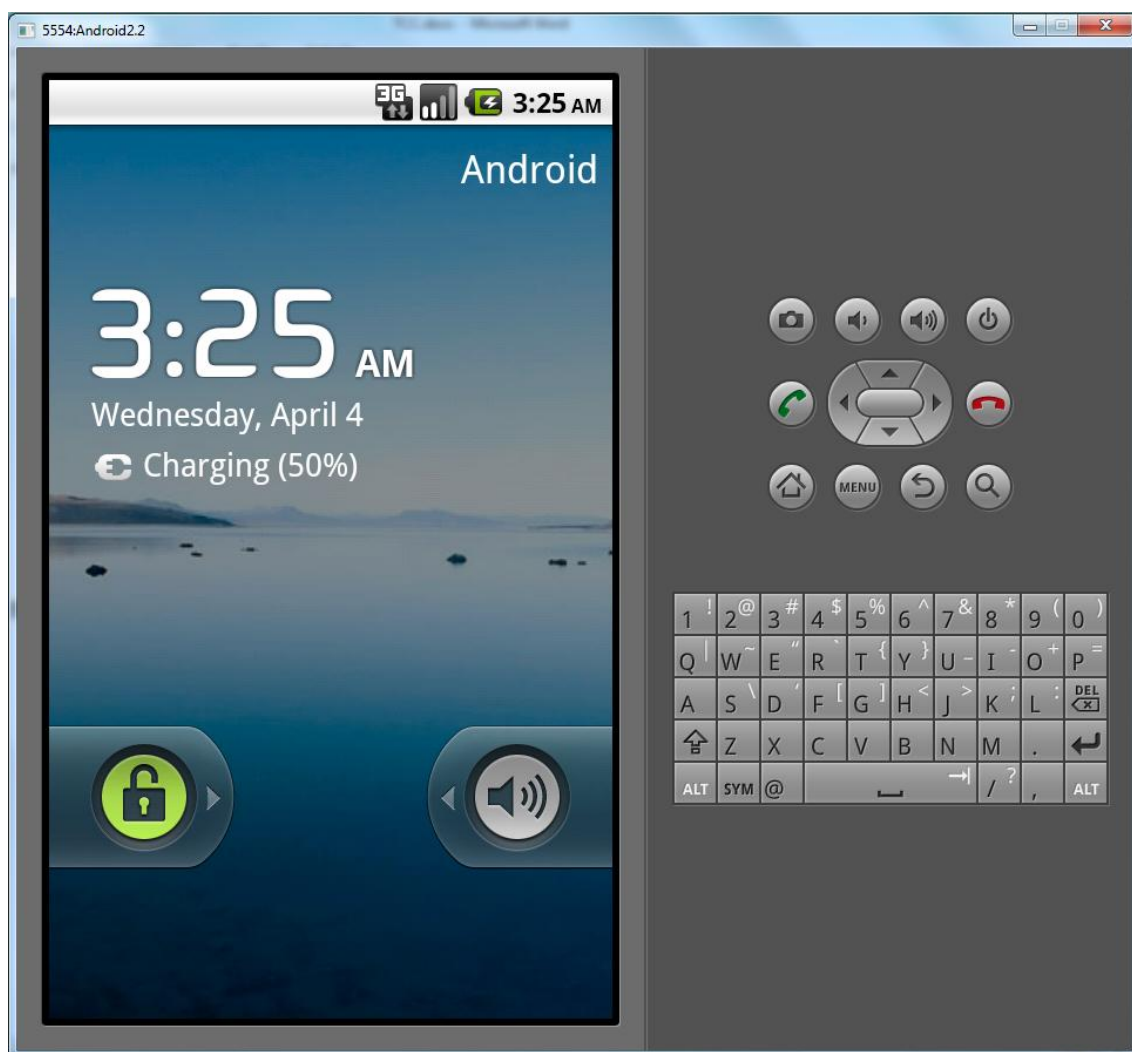 5554:Android2.2
3G 3:25 AM
Android
3:25 AM
Wednesday, April 4
Charging (50%)
MENU
1 ! 2 @ 3 # 4 $ 5 % 6 ^ 7 & 8 * 9 ( 0 )
Q | W ~ E " R ` T { Y } U _ I - O + P =
A S \ D ' F [ G ] H < J > K ; L : DEL
Z X C V B N M .
ALT SYM @ / ? , ALT